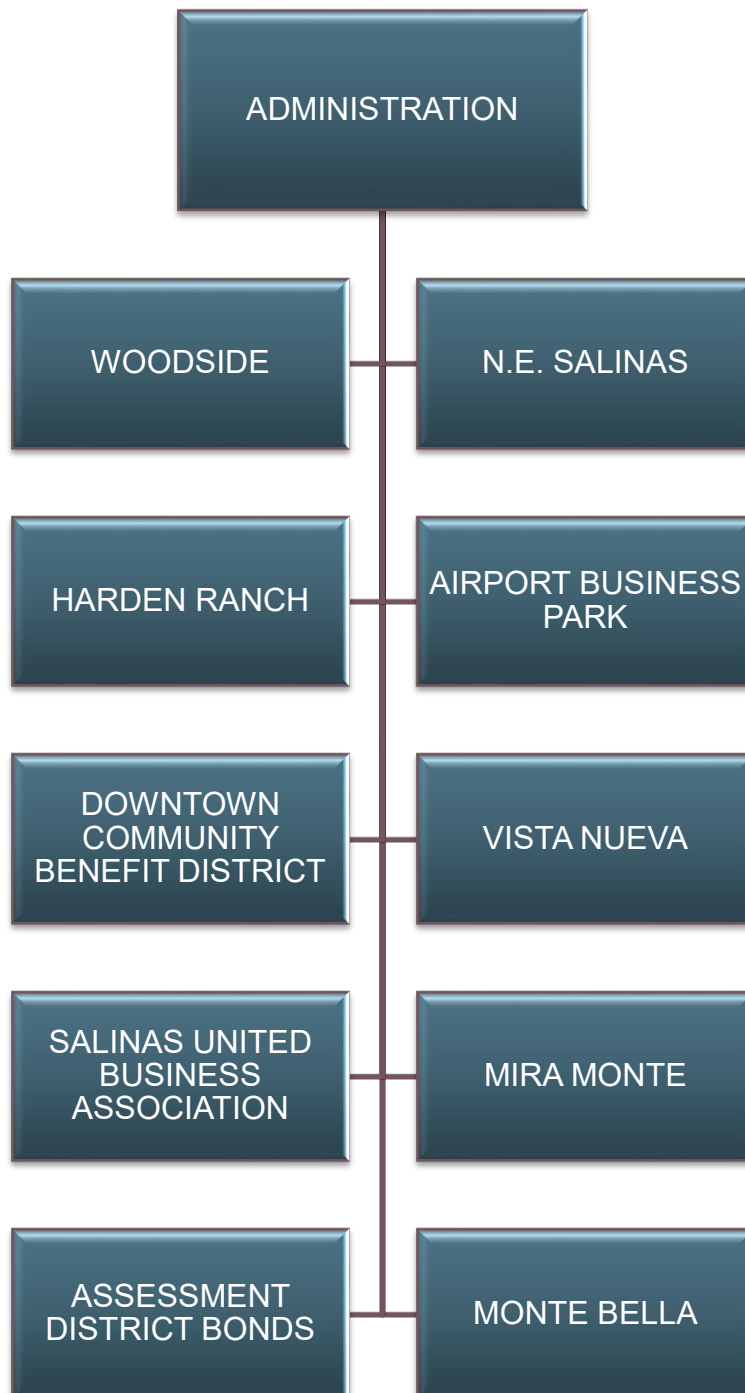 ADMINISTRATION
WOODSIDE
N.E. SALINAS
HARDEN RANCH
AIRPORT BUSINESS
PARK
DOWNTOWN
COMMUNITY
BENEFIT DISTRICT
VISTA NUEVA
SALINAS UNITED
BUSINESS
ASSOCIATION
MIRA MONTE
ASSESSMENT
DISTRICT BONDS
MONTE BELLA